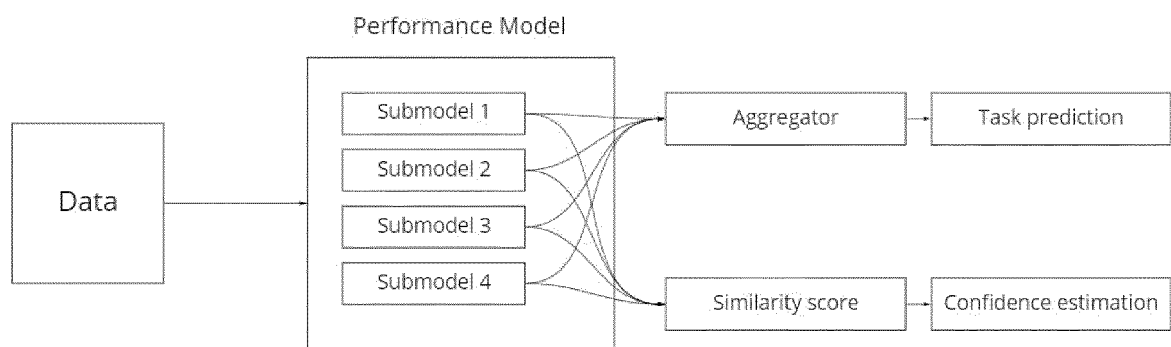 Performance Model
Data
Submodel 1
Submodel 2
Submodel 3
Submodel 4
Aggregator
Task prediction
Similarity score
Confidence estimation